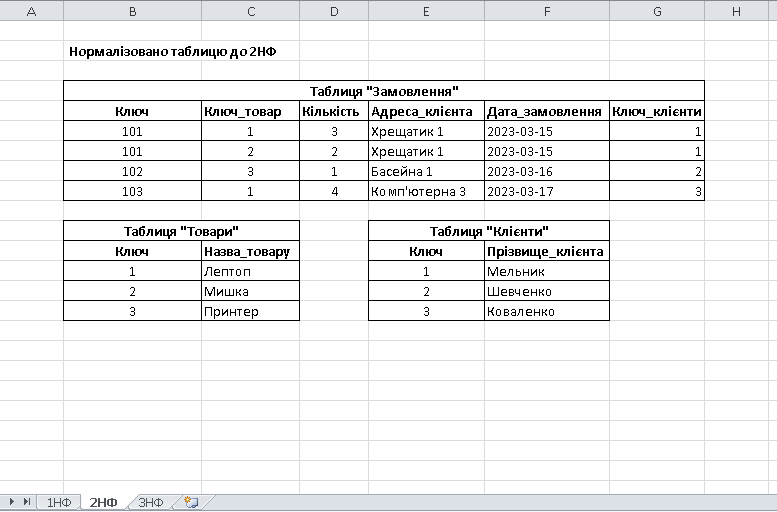 A B C D E F G H
Нормалізовано таблицю до 2НФ
Таблиця "Замовлення"
Ключ Ключ_товар Кількість Адреса_клієнта Дата_замовлення Ключ_клієнти
101 1 3 Хрещатик 1 2023-03-15 1
101 2 2 Хрещатик 1 2023-03-15 1
102 3 1 Басейна 1 2023-03-16 2
103 1 4 Комп'ютерна 3 2023-03-17 3
Таблиця "Товари" Таблиця "Клієнти"
Ключ Назва_товару Ключ Прізвище_клієнта
1 Лептоп 1 Мельник
2 Мишка 2 Шевченко
3 Принтер 3 Коваленко
1НФ 2НФ 3НФ